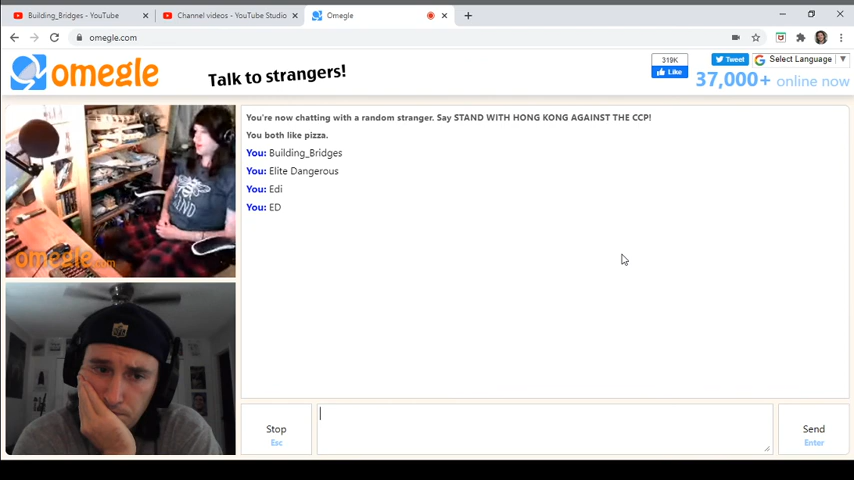 Building_Bridges - YouTube
Channel videos - YouTube Studio
Omegle
omegle.com
omegle
Talk to strangers!
319K
Like
Tweet
Select Language
37,000+ online now
You're now chatting with a random stranger. Say STAND WITH HONG KONG AGAINST THE CCP!
You both like pizza.
You: Building_Bridges
You: Elite Dangerous
You: Edi
You: ED
KIND
omegle.com
NFL
Stop
Esc
Send
Enter